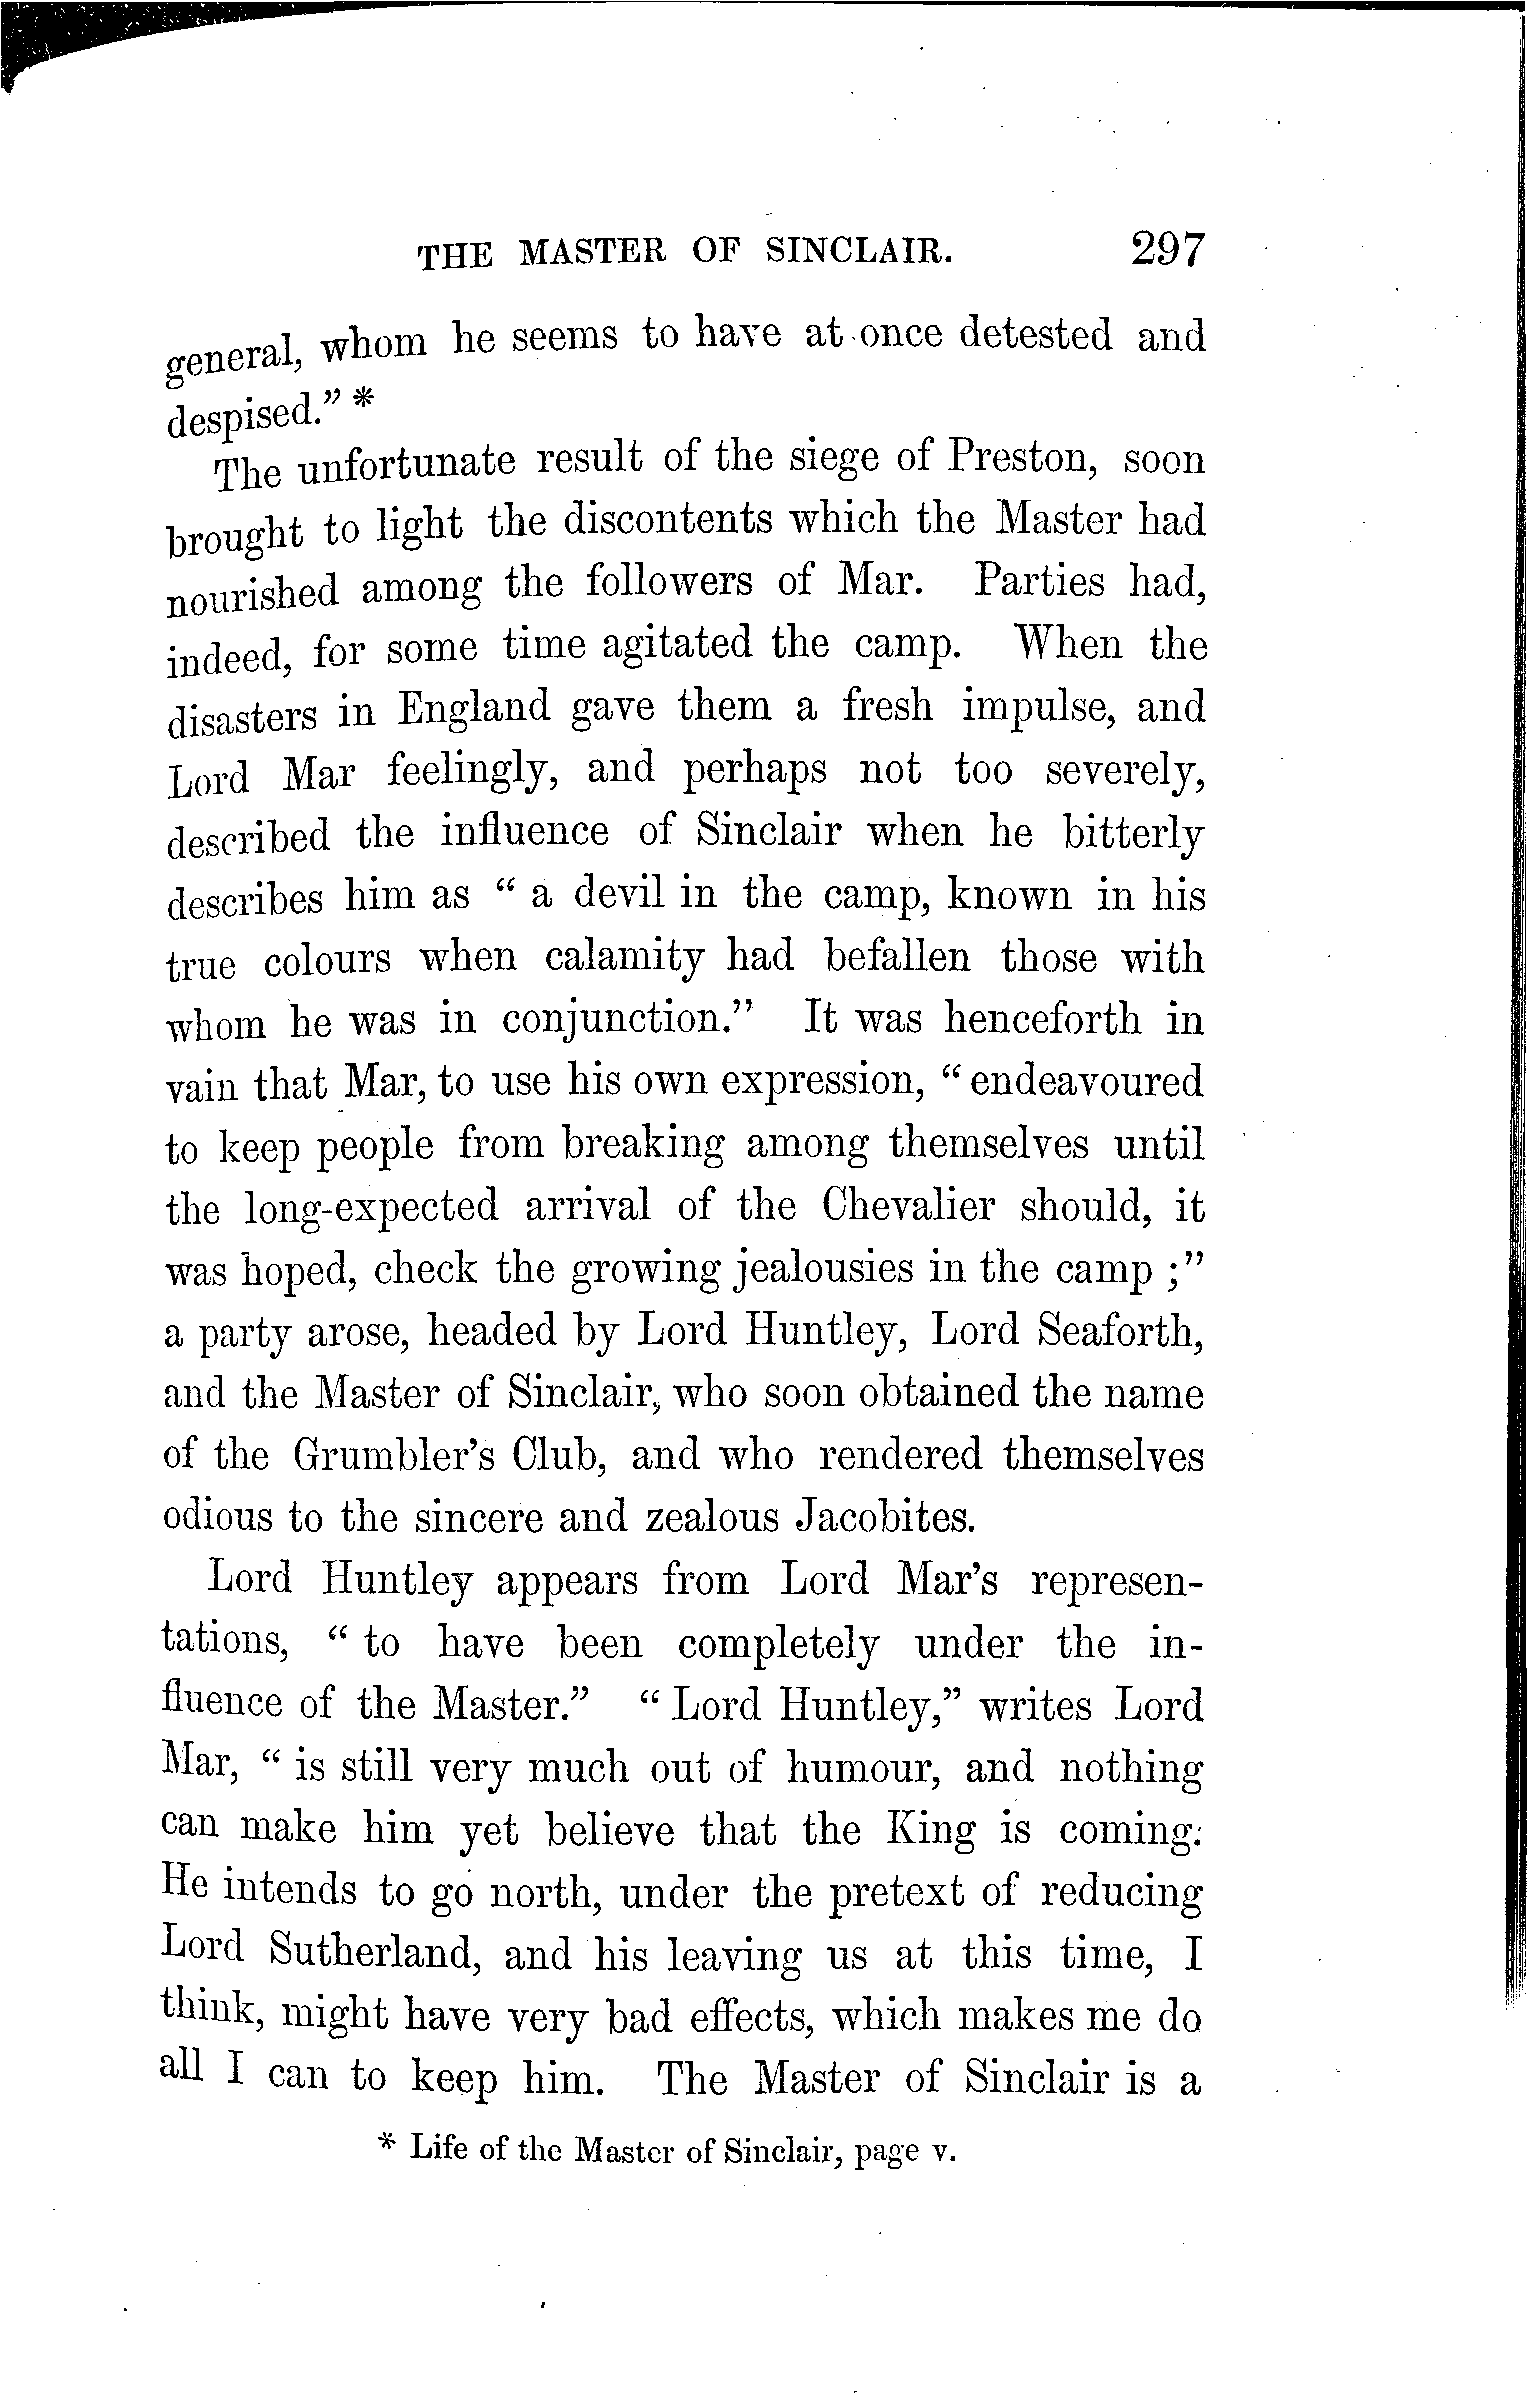 THE MASTER OF SINCLAIR. 297
general, whom he seems to have at once detested and
despised." *
The unfortunate result of the siege of Preston, soon
brought to light the discontents which the Master had
nourished among the followers of Mar. Parties had,
indeed, for some time agitated the camp. When the
disasters in England gave them a fresh impulse, and
Lord Mar feelingly, and perhaps not too severely,
described the influence of Sinclair when he bitterly
describes him as " a devil in the camp, known in his
true colours when calamity had befallen those with
whom he was in conjunction." It was henceforth in
vain that Mar, to use his own expression, " endeavoured
to keep people from breaking among themselves until
the long-expected arrival of the Chevalier should, it
was hoped, check the growing jealousies in the camp ;"
a party arose, headed by Lord Huntley, Lord Seaforth,
and the Master of Sinclair, who soon obtained the name
of the Grumbler's Club, and who rendered themselves
odious to the sincere and zealous Jacobites.
Lord Huntley appears from Lord Mar's represen-
tations, " to have been completely under the in-
fluence of the Master." " Lord Huntley," writes Lord
Mar, " is still very much out of humour, and nothing
can make him yet believe that the King is coming.
He intends to go north, under the pretext of reducing
Lord Sutherland, and his leaving us at this time, I
think, might have very bad effects, which makes me do
all I can to keep him. The Master of Sinclair is a
* Life of the Master of Sinclair, page v.